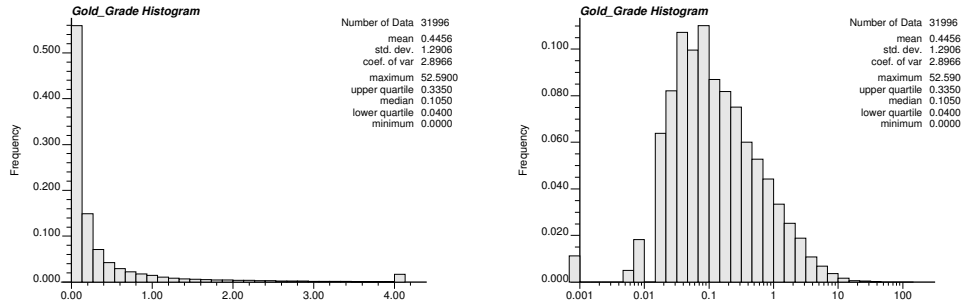 Gold_Grade Histogram
Number of Data 31996
mean 0.4456
std. dev. 1.2906
coef. of var 2.8966
maximum 52.5900
upper quartile 0.3350
median 0.1050
lower quartile 0.0400
minimum 0.0000
Frequency
0.500
0.400
0.300
0.200
0.100
0.000
0.00 1.00 2.00 3.00 4.00
Gold_Grade Histogram
Number of Data 31996
mean 0.4456
std. dev. 1.2906
coef. of var 2.8966
maximum 52.590
upper quartile 0.3350
median 0.1050
lower quartile 0.0400
minimum 0.0000
Frequency
0.100
0.080
0.060
0.040
0.020
0.000
0.001 0.01 0.1 1 10 100